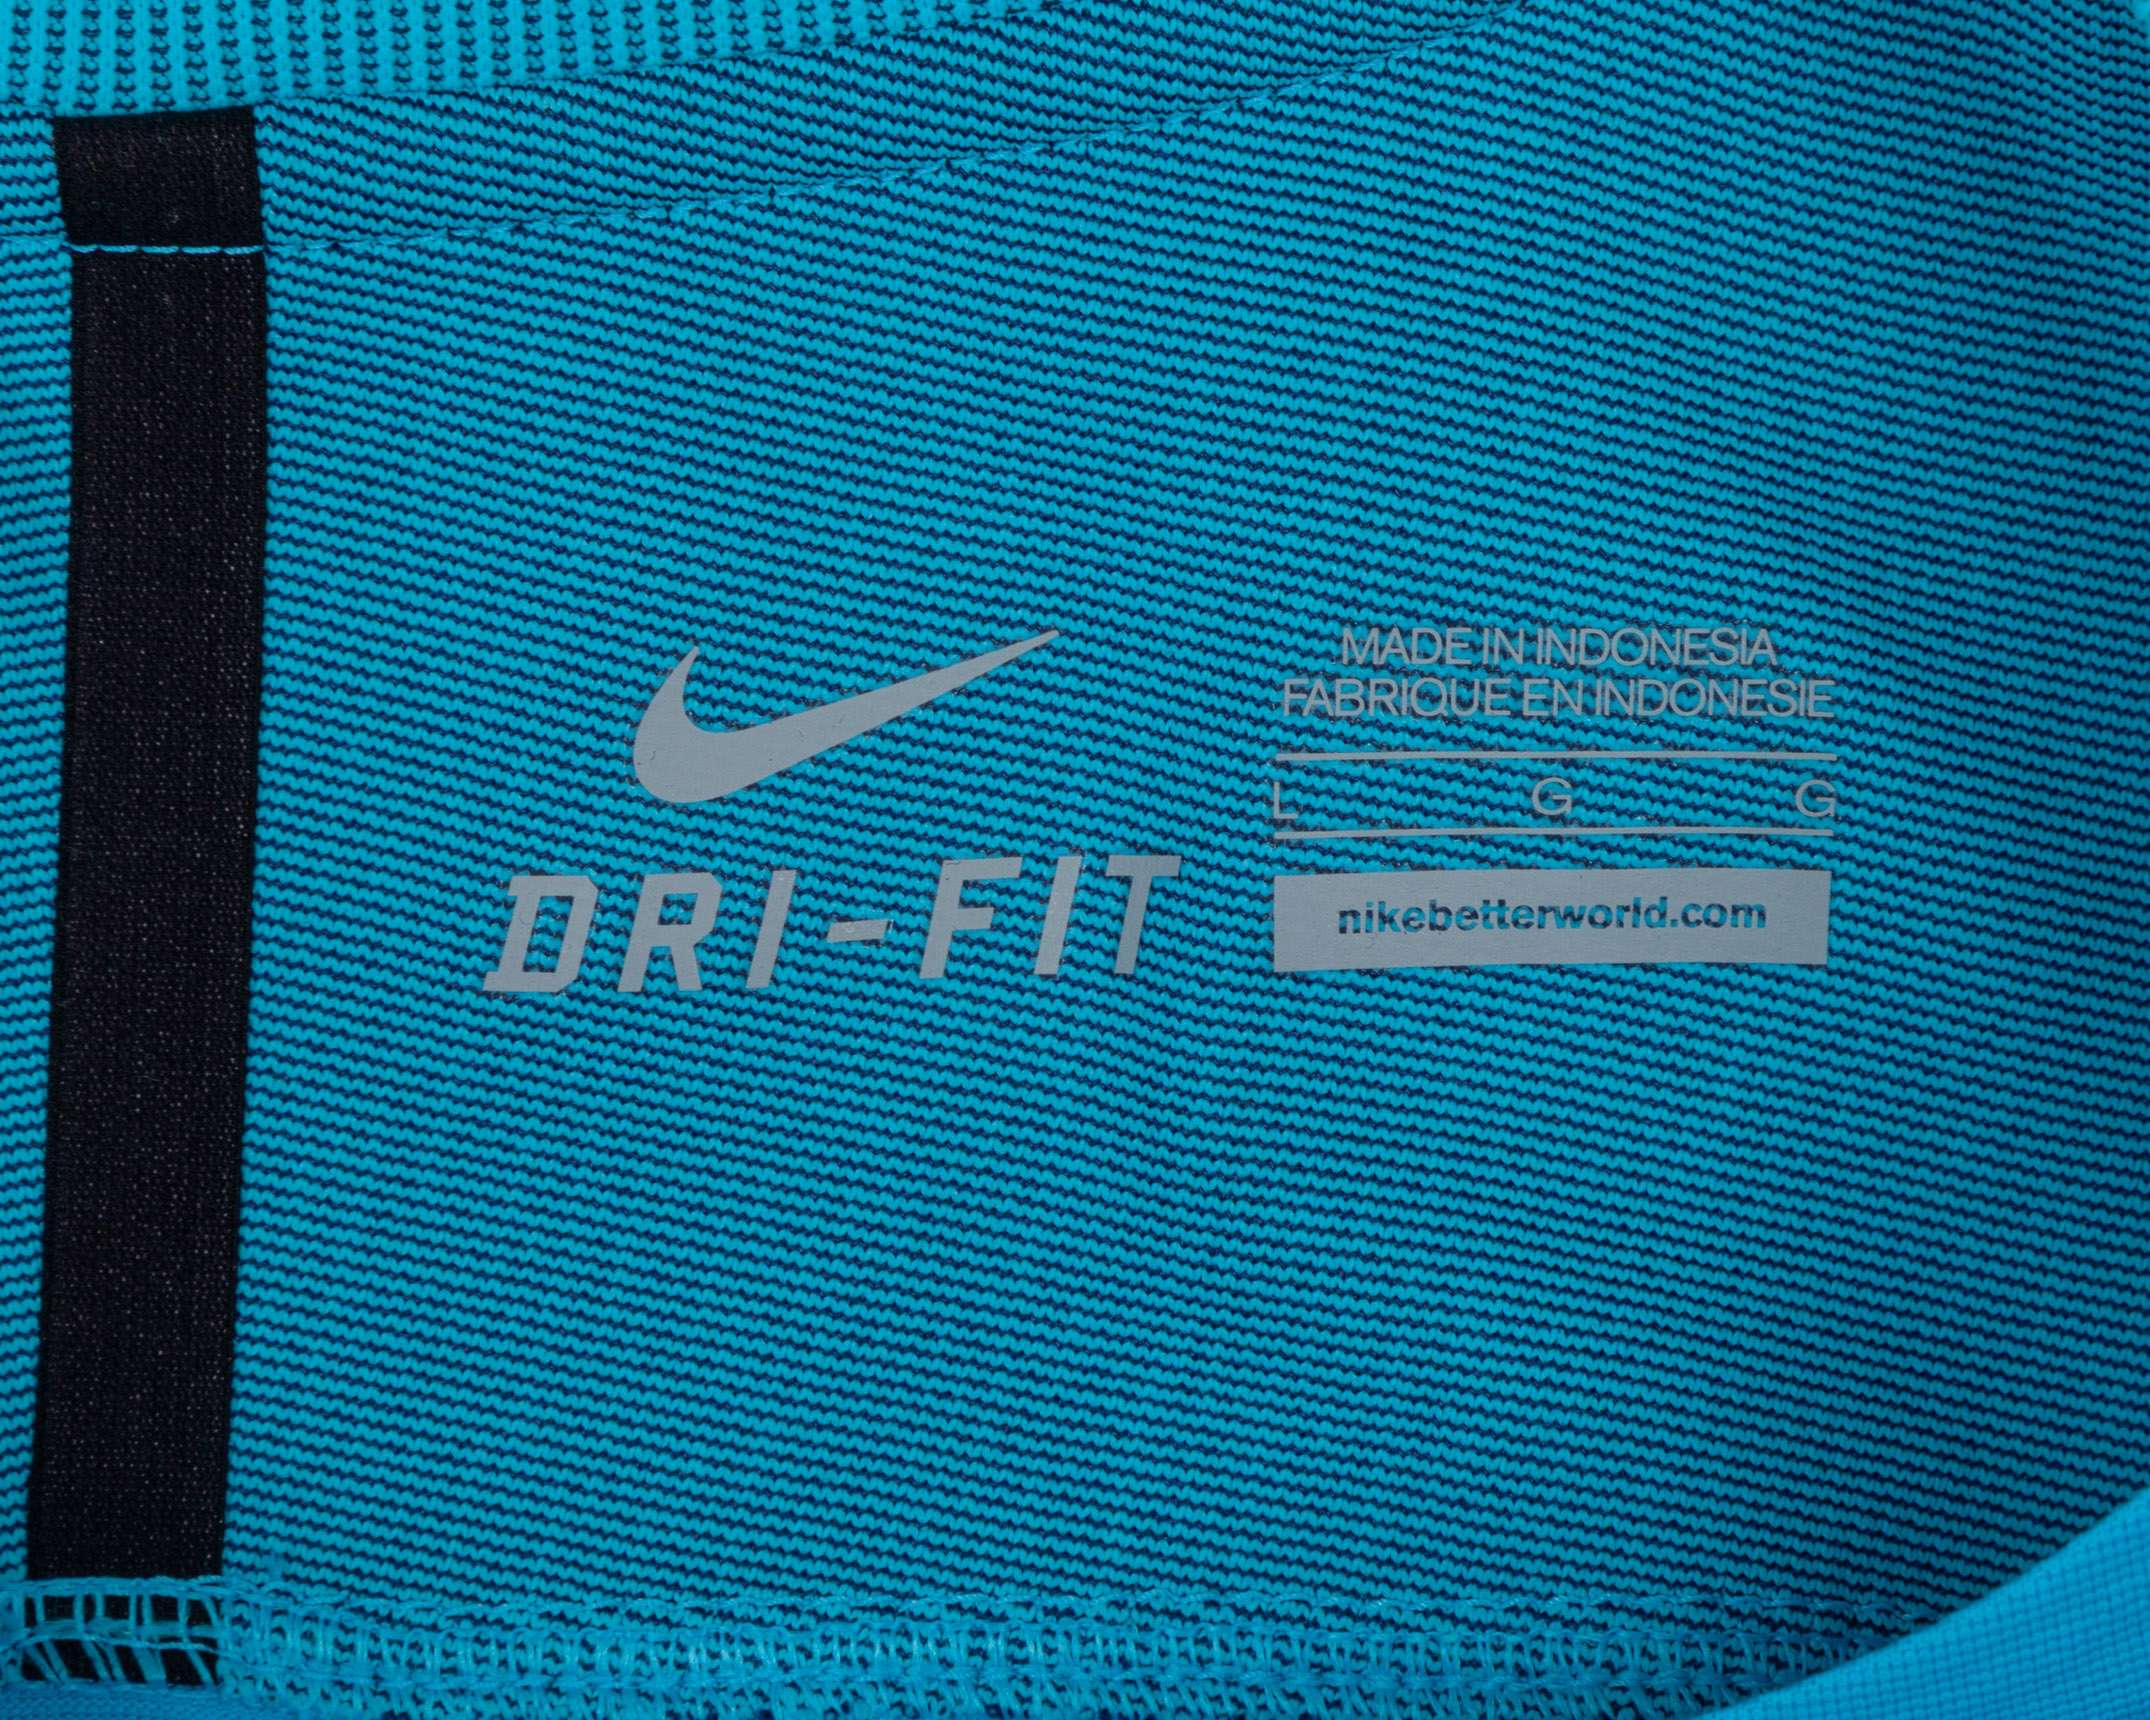 DRI-FIT
MADE IN INDONESIA
FABRIQUE EN INDONESIE
L G G
nikebetterworld.com